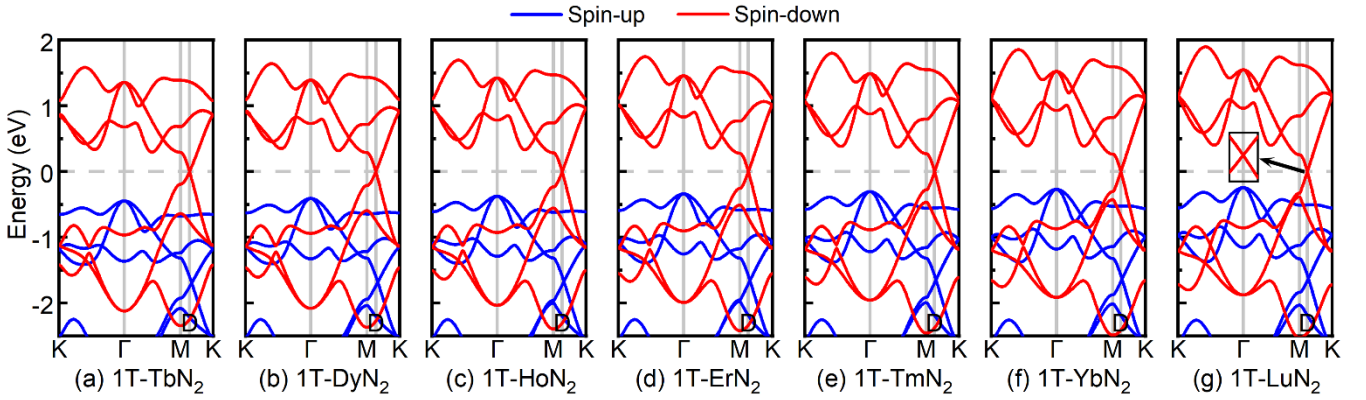 Spin-up Spin-down
Energy (eV)
2
1
0
-1
-2
D D D D D D D
K Γ M K K Γ M K K Γ M K K Γ M K K Γ M K K Γ M K K Γ M K
(a) 1T-TbN₂ (b) 1T-DyN₂ (c) 1T-HoN₂ (d) 1T-ErN₂ (e) 1T-TmN₂ (f) 1T-YbN₂ (g) 1T-LuN₂